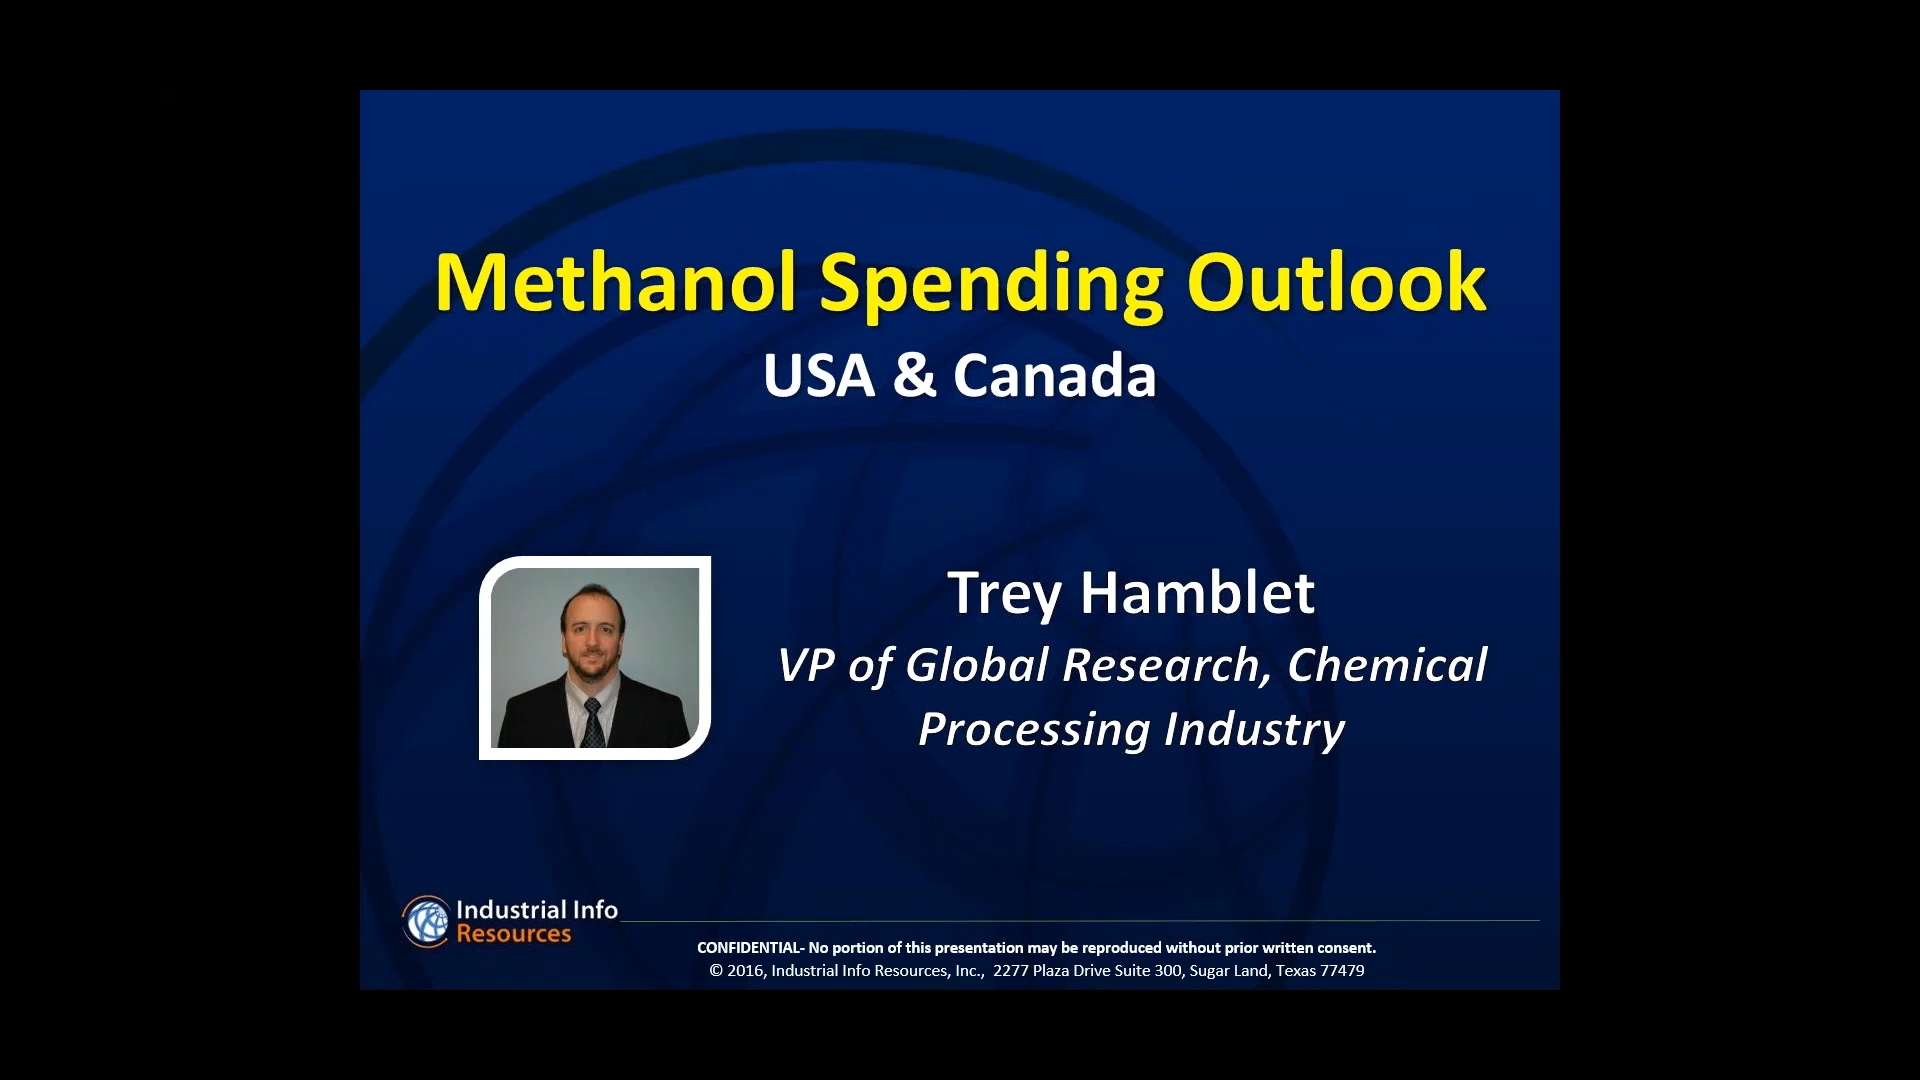 Methanol Spending Outlook
USA & Canada
Trey Hamblet
VP of Global Research, Chemical
Processing Industry
Industrial Info
Resources
CONFIDENTIAL- No portion of this presentation may be reproduced without prior written consent.
© 2016, Industrial Info Resources, Inc.,  2277 Plaza Drive Suite 300, Sugar Land, Texas 77479